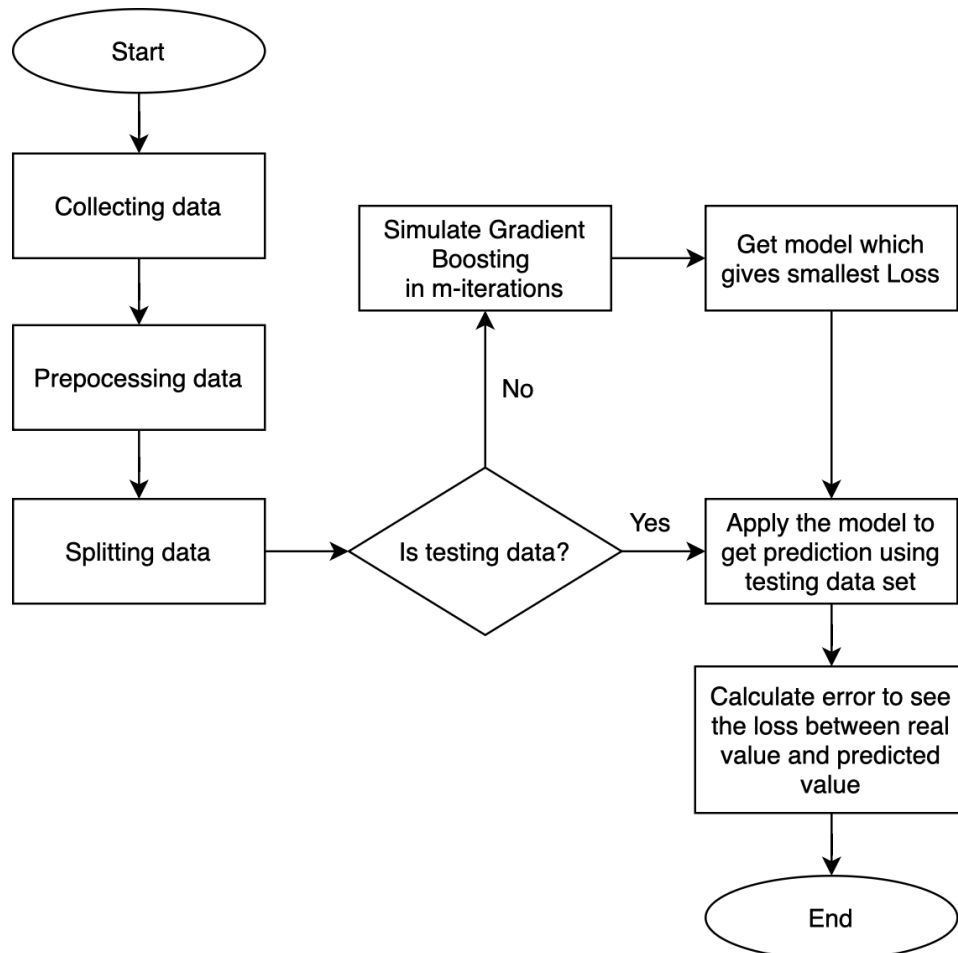 Start
Collecting data
Prepocessing data
Splitting data
Is testing data?
No
Yes
Simulate Gradient
Boosting
in m-iterations
Get model which
gives smallest Loss
Apply the model to
get prediction using
testing data set
Calculate error to see
the loss between real
value and predicted
value
End